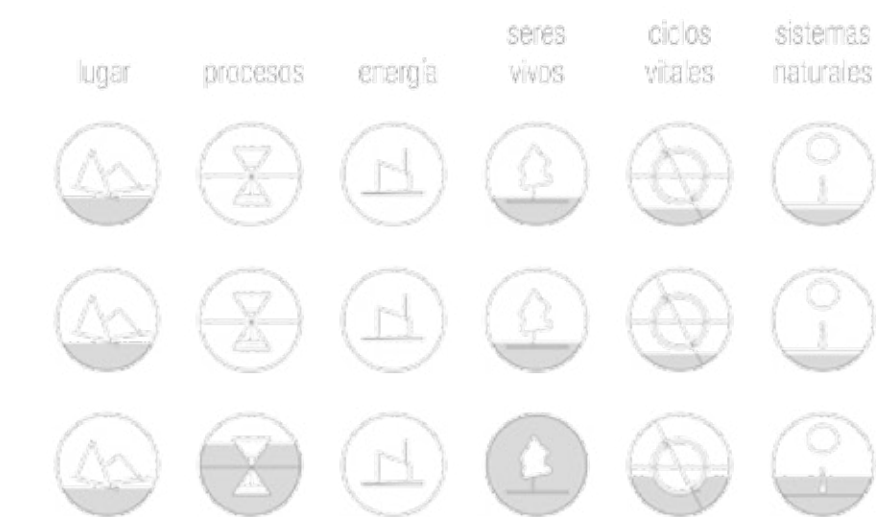 lugar
procesos
energía
seres
vivos
ciclos
vitales
sistemas
naturales